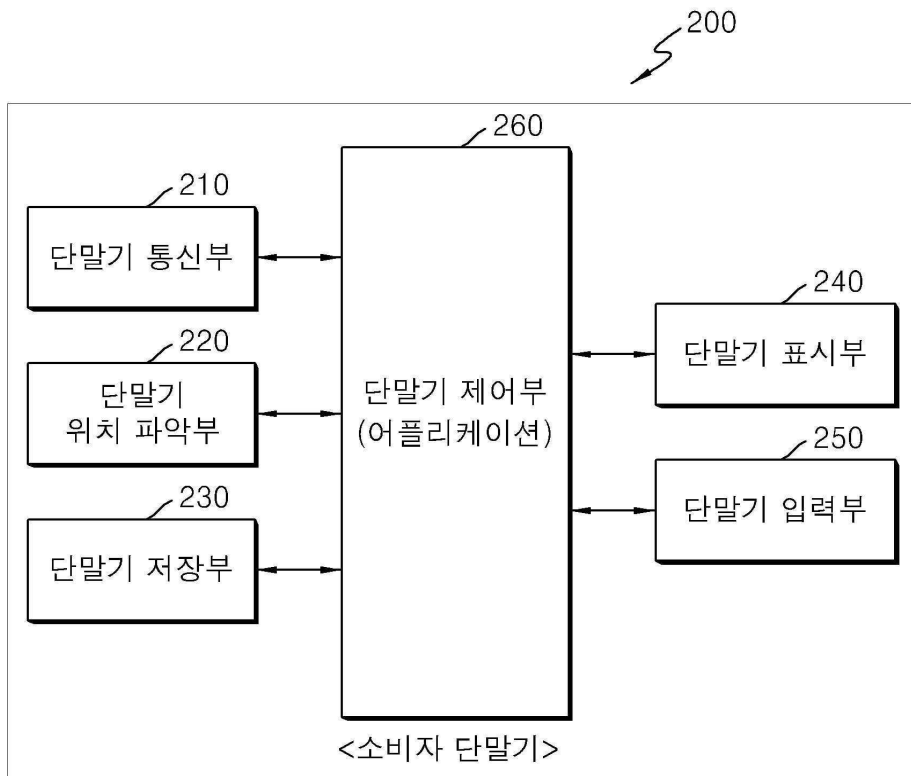 200
260
210
단말기 통신부
220
단말기
위치 파악부
230
단말기 저장부
단말기 제어부
(어플리케이션)
240
단말기 표시부
250
단말기 입력부
<소비자 단말기>